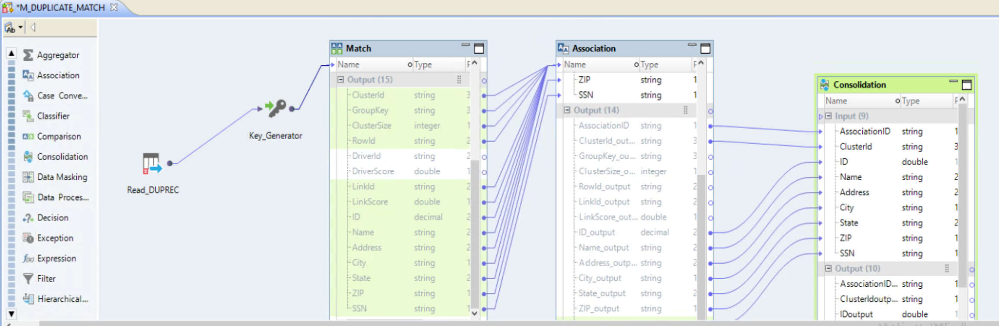 *M_DUPLICATE_MATCH
Ab
Aggregator
Association
Case Conve...
Classifier
Comparison
Consolidation
Data Masking
Data Proces...
Decision
Exception
f(x) Expression
Filter
Hierarchical...
Read_DUPREC
Key_Generator
Match
Name Type
Output (15)
ClusterId string 3
GroupKey string 3
ClusterSize integer 1
RowId string 2
DriverId string 2
DriverScore double 1
LinkId string 2
LinkScore double 1
ID decimal 2
Name string 2
Address string 2
City string 1
State string 2
ZIP string 1
SSN string 1
Association
Name Type
ZIP string 1
SSN string 1
Output (14)
AssociationID string 1
ClusterId_out... string 3
GroupKey_ou... string 3
ClusterSize_o... integer 1
RowId_output string 2
LinkId_output string 2
LinkScore_out... double 1
ID_output decimal 2
Name_output string 2
Address_outp... string 2
City_output string 1
State_output string 2
ZIP_output string 1
Consolidation
Name Type
Input (9)
AssociationID string 1
ClusterId string 3
ID double 1
Name string 2
Address string 2
City string 1
State string 2
ZIP string 1
SSN string 1
Output (10)
AssociationID... string 1
ClusterIdoutp... string 1
IDoutput double 1